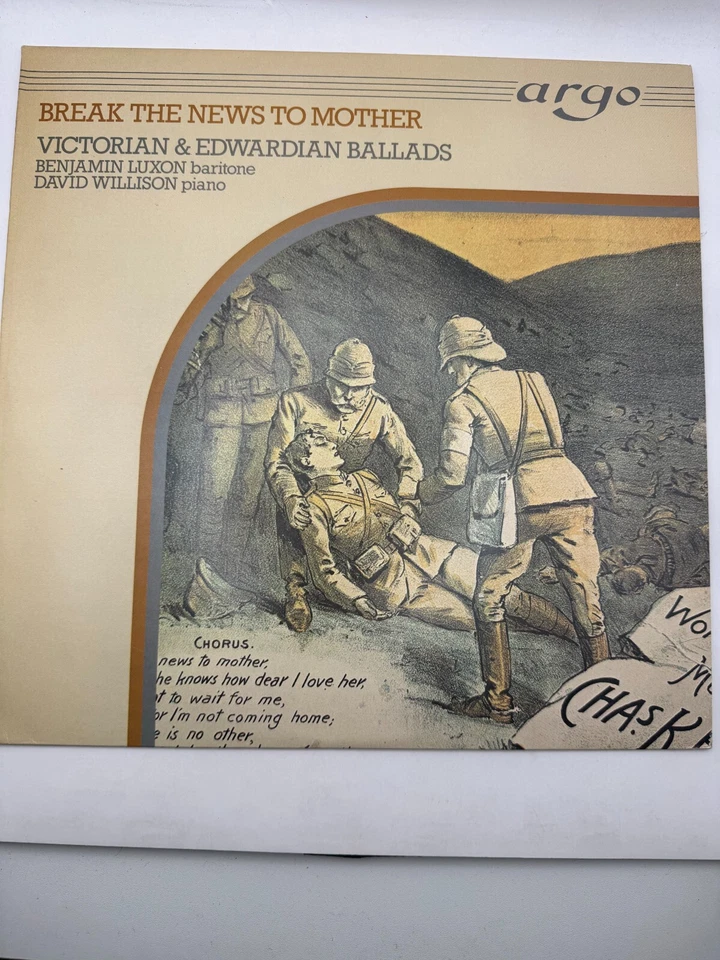 argo
BREAK THE NEWS TO MOTHER
VICTORIAN & EDWARDIAN BALLADS
BENJAMIN LUXON baritone
DAVID WILLISON piano
CHORUS.
news to mother,
he knows how dear I love her,
t to wait for me,
or I'm not coming home;
e is no other,
Wor
M
CHAS. K